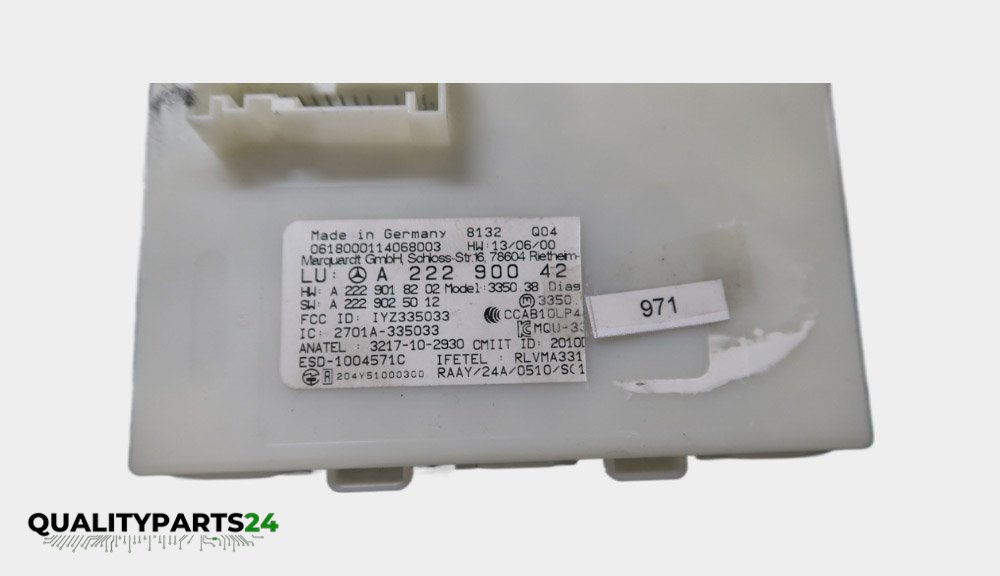 Made in Germany 8132 Q04
0618000114068003 HW:13/06/00
Marquardt GmbH, Schloss-Str.16, 78604 Rietheim-
LU: A 222 900 42
HW: A 222 901 82 02 Model: 3350 38 Diag
SW: A 222 902 50 12 3350.
FCC ID: IYZ335033 CCAB10LP4
IC: 2701A-335033 MQU-33
ANATEL : 3217-10-2930 CMIIT ID: 2010D
ESD-1004571C IFETEL : RLVMA331
R 204Y51000300 RAAY/24A/0510/S(1
971
QUALITYPARTS24